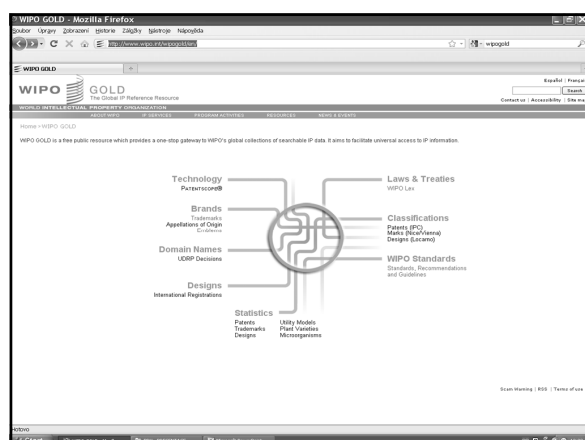 WIPO GOLD - Mozilla Firefox
Soubor Úpravy Zobrazení Historie Záložky Nástroje Nápověda
http://www.wipo.int/wipogold/en/
wipogold
WIPO GOLD
Español | Français
WIPO GOLD
The Global IP Reference Resource
Search
Contact us | Accessibility | Site map
WORLD INTELLECTUAL PROPERTY ORGANIZATION
ABOUT WIPO IP SERVICES PROGRAM ACTIVITIES RESOURCES NEWS & EVENTS
Home > WIPO GOLD
WIPO GOLD is a free public resource which provides a one-stop gateway to WIPO's global collections of searchable IP data. It aims to facilitate universal access to IP information.
Technology
PATENTSCOPE®
Brands
Trademarks
Appellations of Origin
Emblems
Domain Names
UDRP Decisions
Designs
International Registrations
Statistics
Patents Utility Models
Trademarks Plant Varieties
Designs Microorganisms
Laws & Treaties
WIPO Lex
Classifications
Patents (IPC)
Marks (Nice/Vienna)
Designs (Locarno)
WIPO Standards
Standards, Recommendations
and Guidelines
Scam Warning | RSS | Terms of use
Hotovo
Start